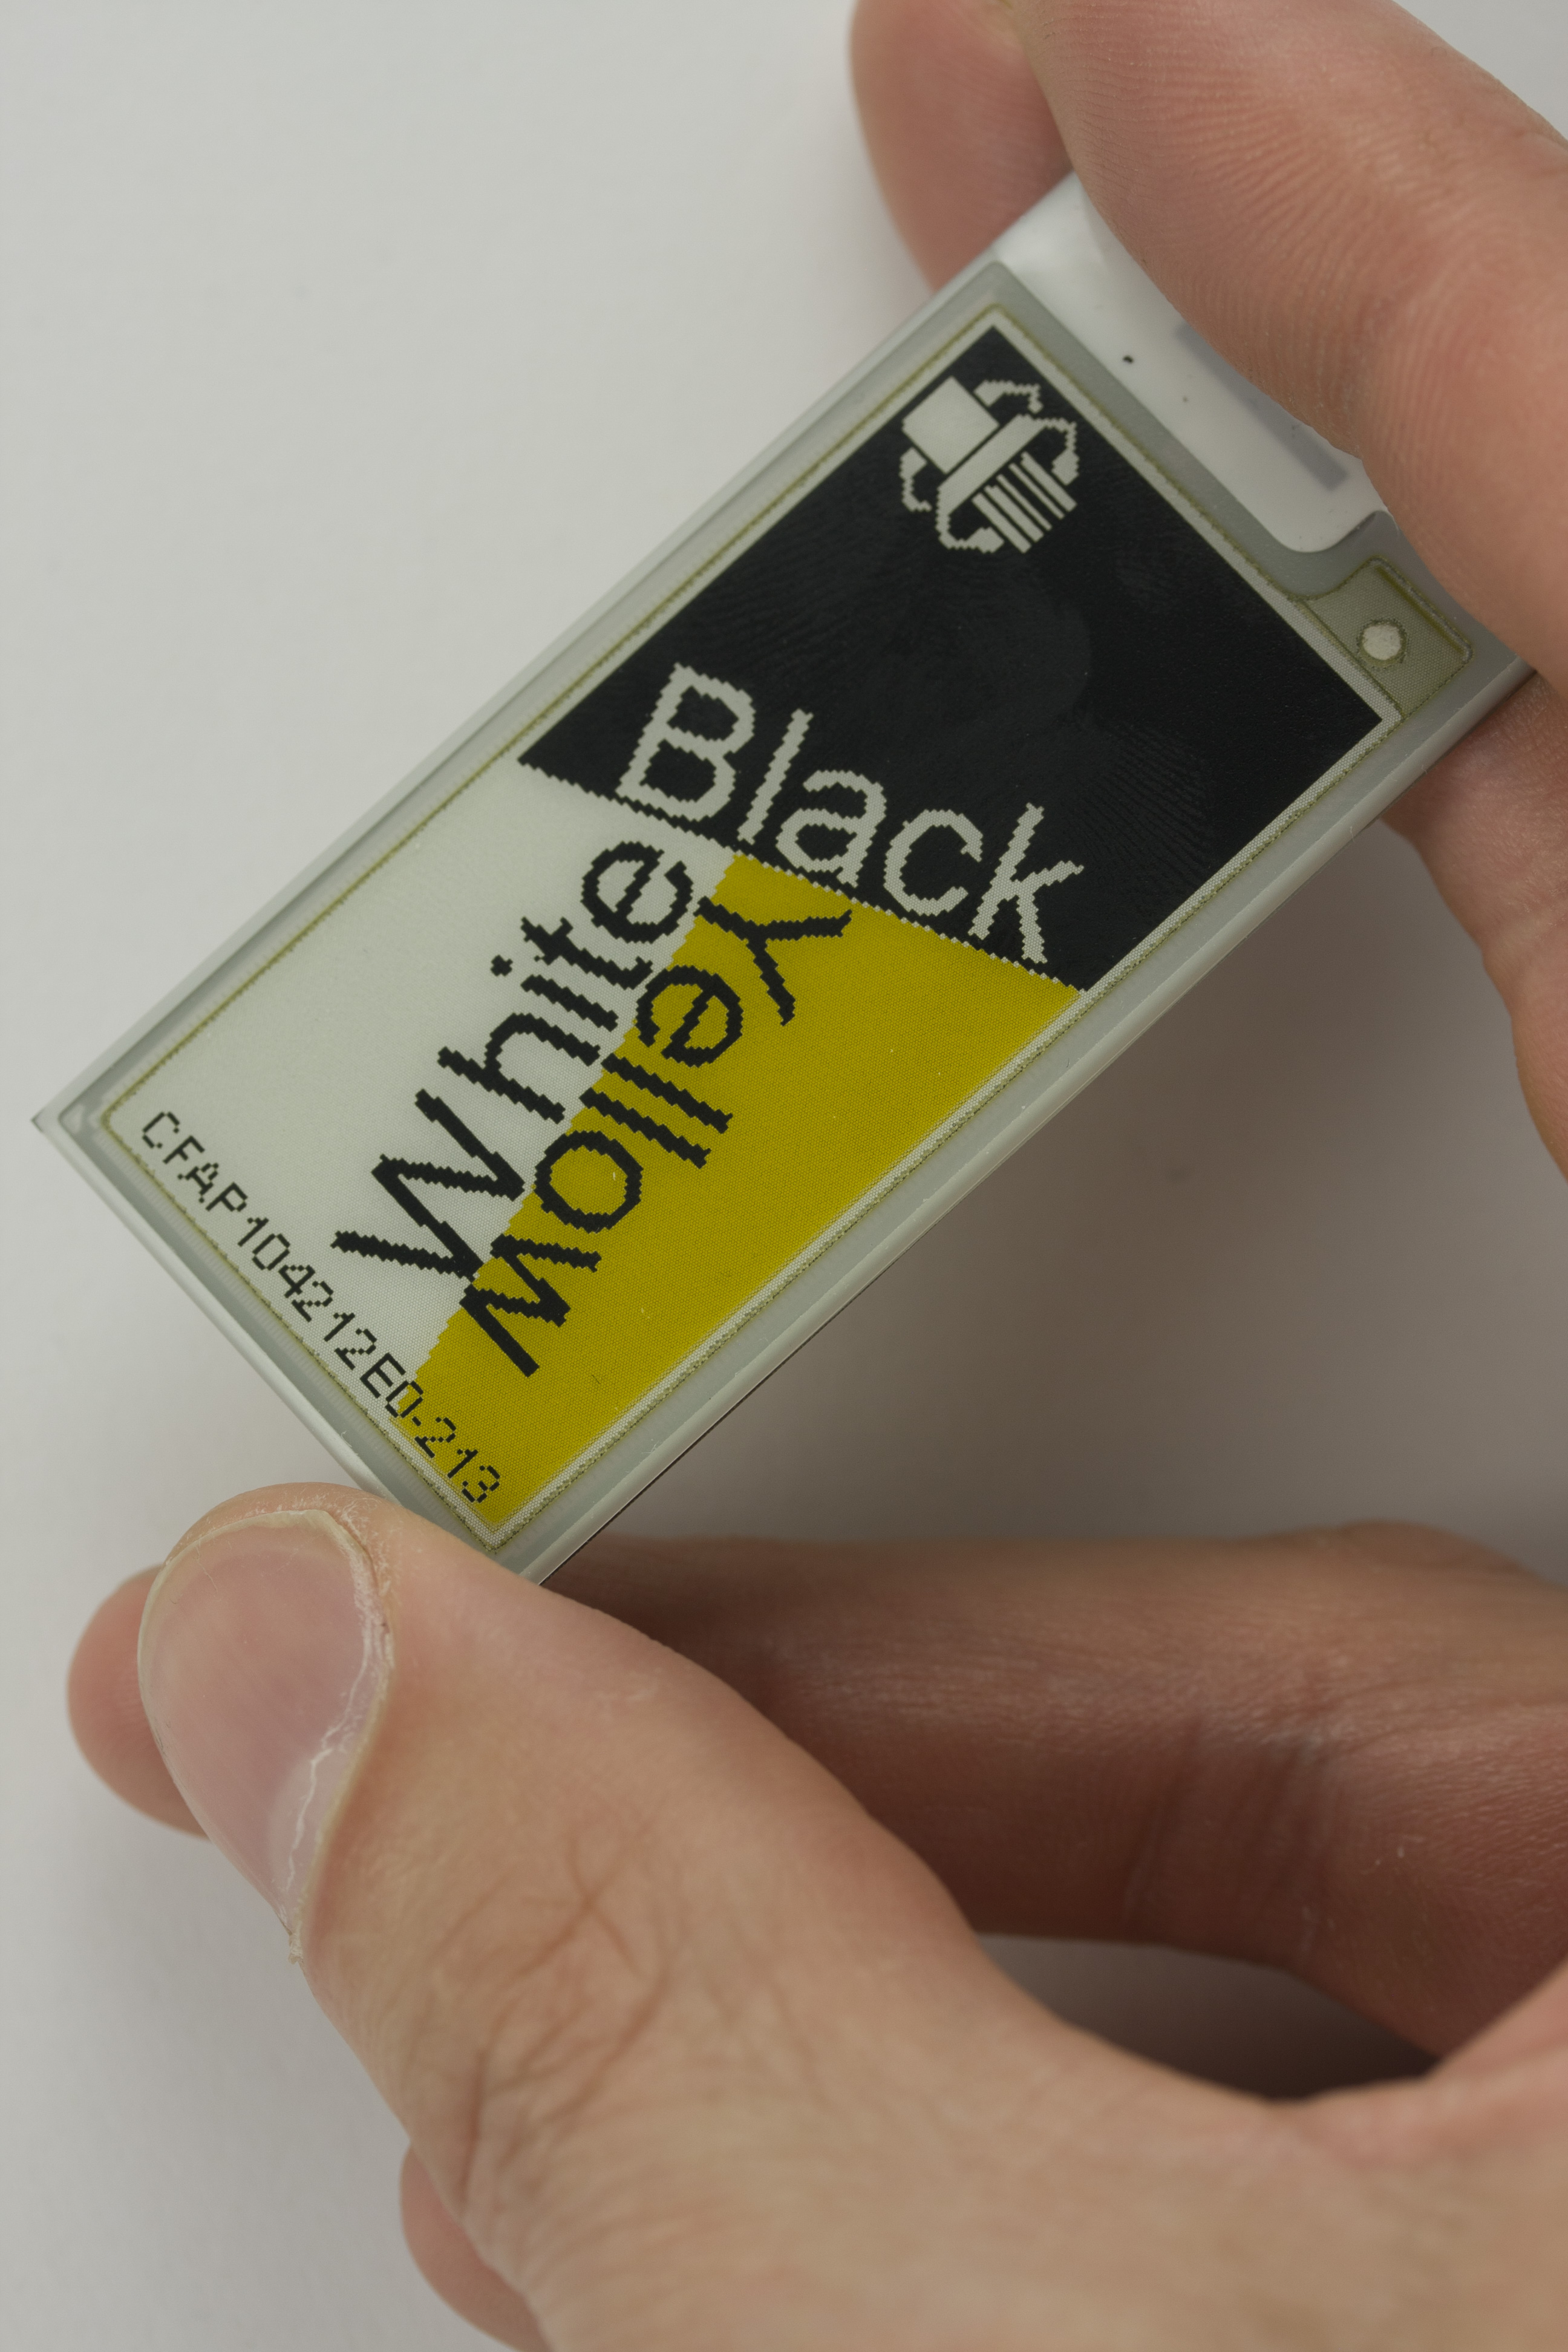 Black
White
Yellow
CFAP104212E0-213